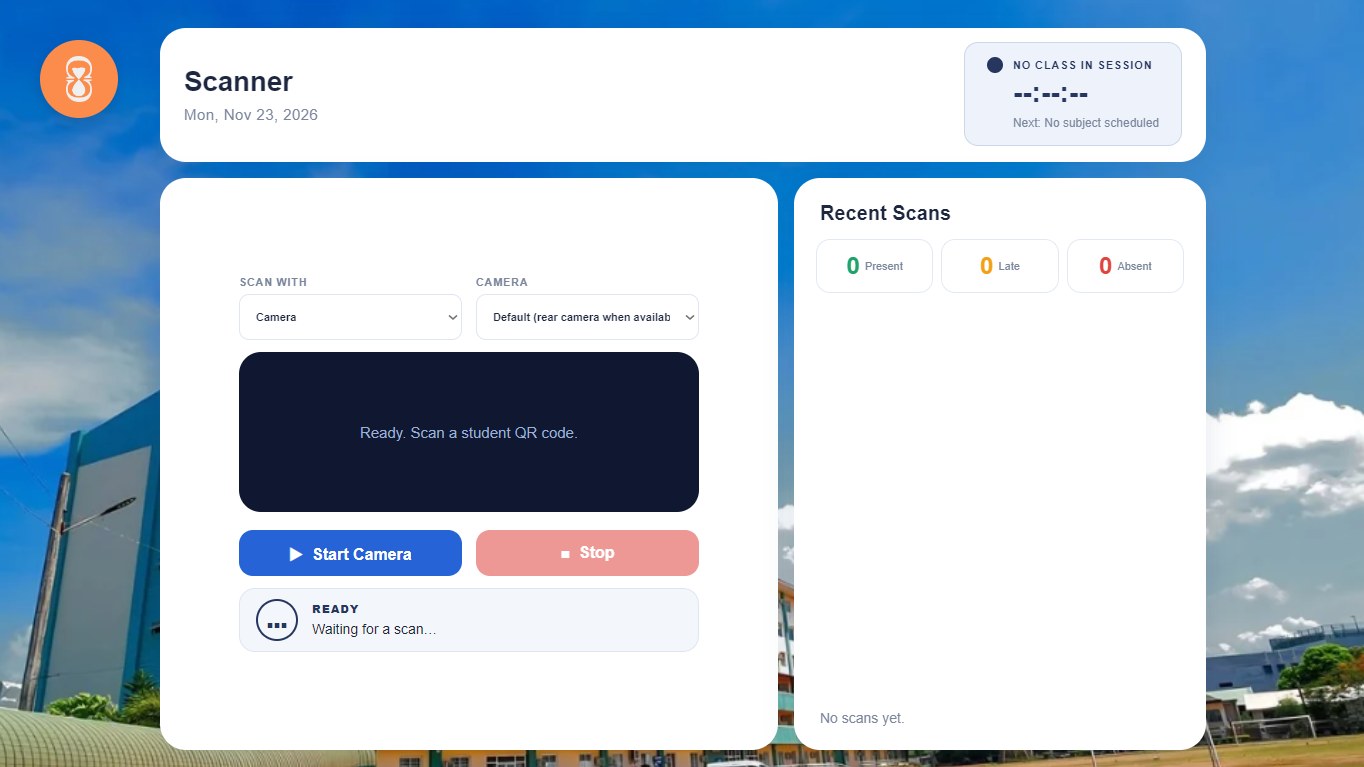 Scanner
Mon, Nov 23, 2026
NO CLASS IN SESSION
--:--:--
Next: No subject scheduled
SCAN WITH
CAMERA
Camera
Default (rear camera when availab
Ready. Scan a student QR code.
Start Camera
Stop
READY
Waiting for a scan…
Recent Scans
0 Present
0 Late
0 Absent
No scans yet.